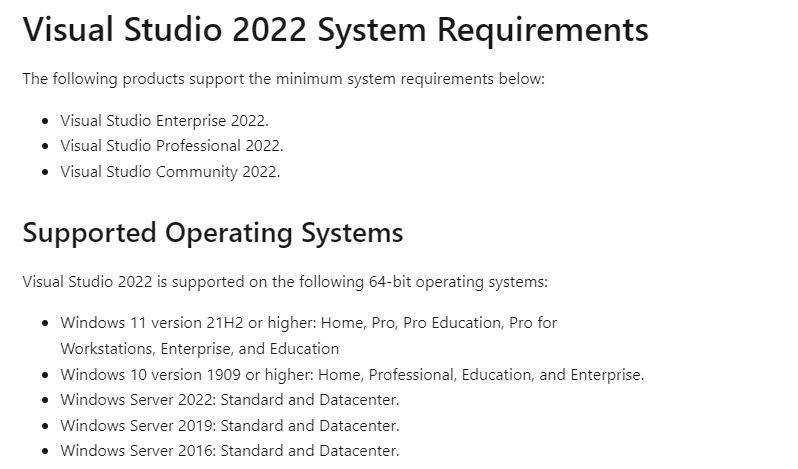 Visual Studio 2022 System Requirements
The following products support the minimum system requirements below:
Visual Studio Enterprise 2022.
Visual Studio Professional 2022.
Visual Studio Community 2022.
Supported Operating Systems
Visual Studio 2022 is supported on the following 64-bit operating systems:
Windows 11 version 21H2 or higher: Home, Pro, Pro Education, Pro for
Workstations, Enterprise, and Education
Windows 10 version 1909 or higher: Home, Professional, Education, and Enterprise.
Windows Server 2022: Standard and Datacenter.
Windows Server 2019: Standard and Datacenter.
Windows Server 2016: Standard and Datacenter.